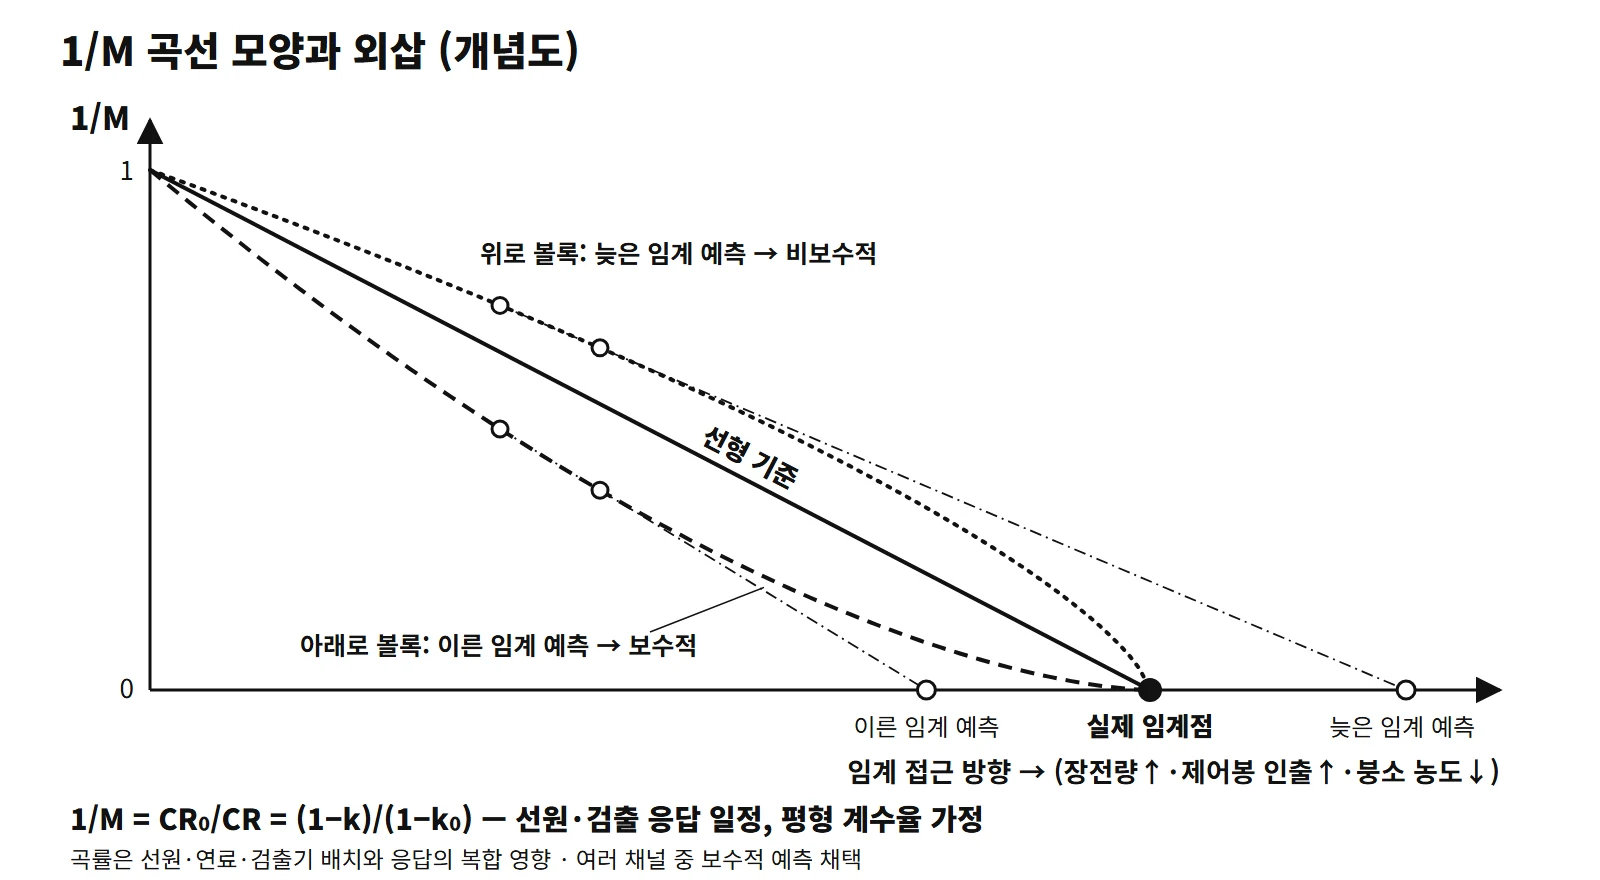 1/M 곡선 모양과 외삽 (개념도)
1/M
1
위로 볼록: 늦은 임계 예측 → 비보수적
선형 기준
아래로 볼록: 이른 임계 예측 → 보수적
0
이른 임계 예측
실제 임계점
늦은 임계 예측
임계 접근 방향 → (장전량↑·제어봉 인출↑·붕소 농도↓)
1/M = CR₀/CR = (1−k)/(1−k₀) — 선원·검출 응답 일정, 평형 계수율 가정
곡률은 선원·연료·검출기 배치와 응답의 복합 영향 · 여러 채널 중 보수적 예측 채택